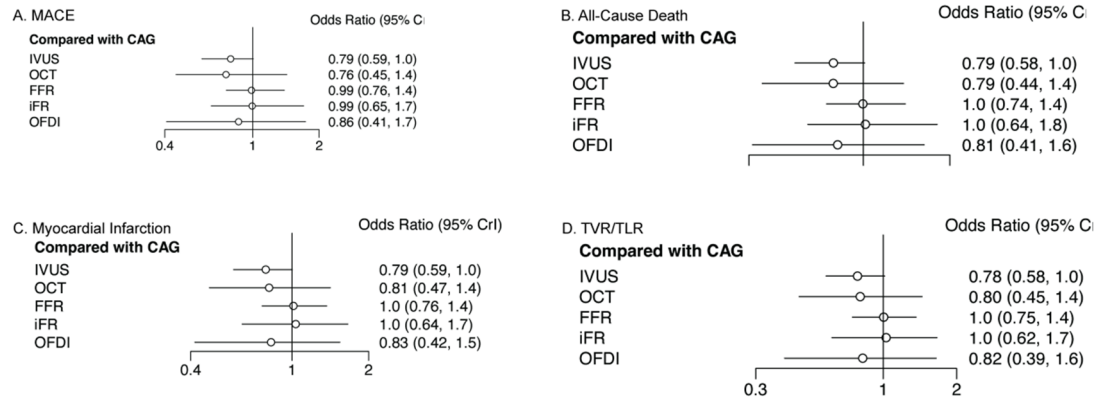 A. MACE
Odds Ratio (95% C
Compared with CAG
IVUS 0.79 (0.59, 1.0)
OCT 0.76 (0.45, 1.4)
FFR 0.99 (0.76, 1.4)
iFR 0.99 (0.65, 1.7)
OFDI 0.86 (0.41, 1.7)
0.4 1 2
B. All-Cause Death
Odds Ratio (95% C
Compared with CAG
IVUS 0.79 (0.58, 1.0)
OCT 0.79 (0.44, 1.4)
FFR 1.0 (0.74, 1.4)
iFR 1.0 (0.64, 1.8)
OFDI 0.81 (0.41, 1.6)
C. Myocardial Infarction
Odds Ratio (95% CrI)
Compared with CAG
IVUS 0.79 (0.59, 1.0)
OCT 0.81 (0.47, 1.4)
FFR 1.0 (0.76, 1.4)
iFR 1.0 (0.64, 1.7)
OFDI 0.83 (0.42, 1.5)
0.4 1 2
D. TVR/TLR
Odds Ratio (95% C
Compared with CAG
IVUS 0.78 (0.58, 1.0)
OCT 0.80 (0.45, 1.4)
FFR 1.0 (0.75, 1.4)
iFR 1.0 (0.62, 1.7)
OFDI 0.82 (0.39, 1.6)
0.3 1 2